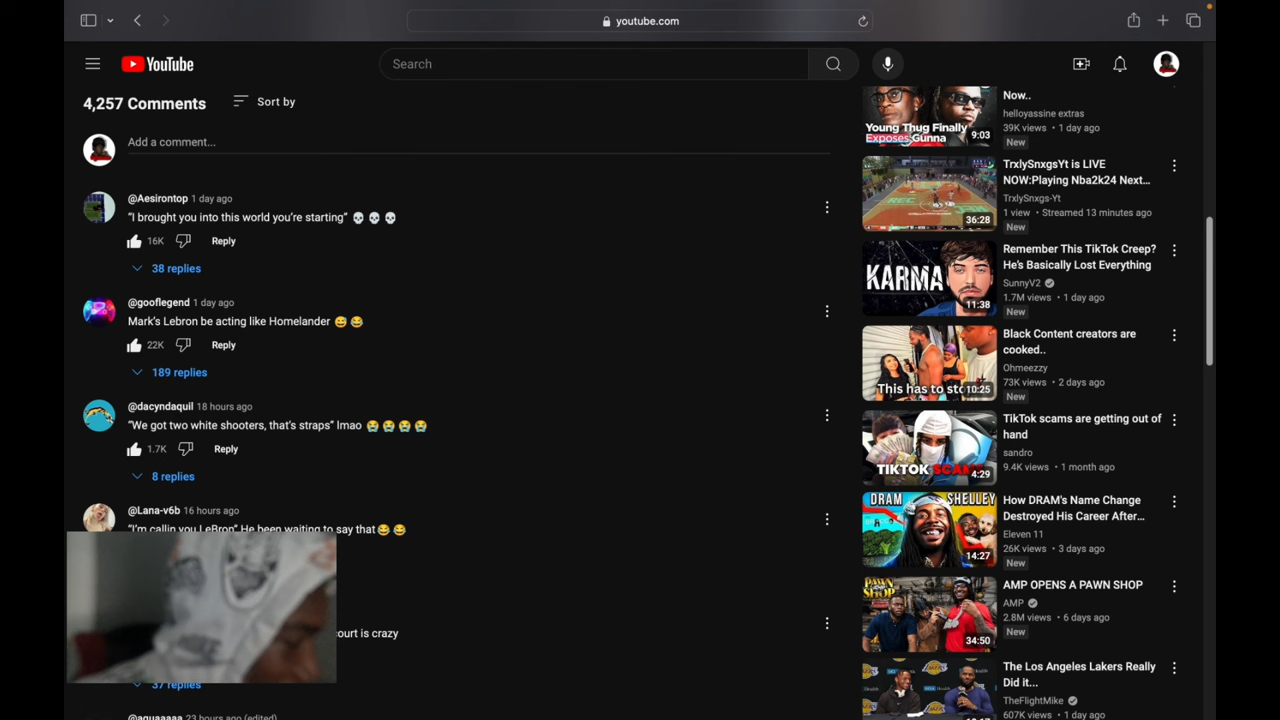 youtube.com
YouTube
Search
4,257 Comments
Sort by
Add a comment...
@Aesirontop 1 day ago
“I brought you into this world you’re starting” 💀 💀 💀
16K
Reply
38 replies
@gooflegend 1 day ago
Mark’s Lebron be acting like Homelander 😅 😂
22K
Reply
189 replies
@dacyndaquil 18 hours ago
“We got two white shooters, that’s straps” lmao 😭 😭 😭 😭
1.7K
Reply
8 replies
@Lana-v6b 16 hours ago
“I’m callin you LeBron” He been waiting to say that😂 😂
court is crazy
37 replies
@aquaaaaa 23 hours ago (edited)
Young Thug Finally
Exposes Gunna
9:03
Now..
helloyassine extras
39K views • 1 day ago
New
REC
36:28
TrxlySnxgsYt is LIVE
NOW:Playing Nba2k24 Next...
TrxlySnxgs-Yt
1 view • Streamed 13 minutes ago
New
KARMA
11:38
Remember This TikTok Creep?
He’s Basically Lost Everything
SunnyV2
1.7M views • 1 day ago
New
This has to sto
10:25
Black Content creators are
cooked..
Ohmeezzy
73K views • 2 days ago
New
TIKTOK SCAM
4:29
TikTok scams are getting out of
hand
sandro
9.4K views • 1 month ago
DRAM
SHELLEY
14:27
How DRAM’s Name Change
Destroyed His Career After...
Eleven 11
26K views • 3 days ago
New
PAWN
SHOP
34:50
AMP OPENS A PAWN SHOP
AMP
2.8M views • 6 days ago
New
The Los Angeles Lakers Really
Did it...
TheFlightMike
607K views • 1 day ago